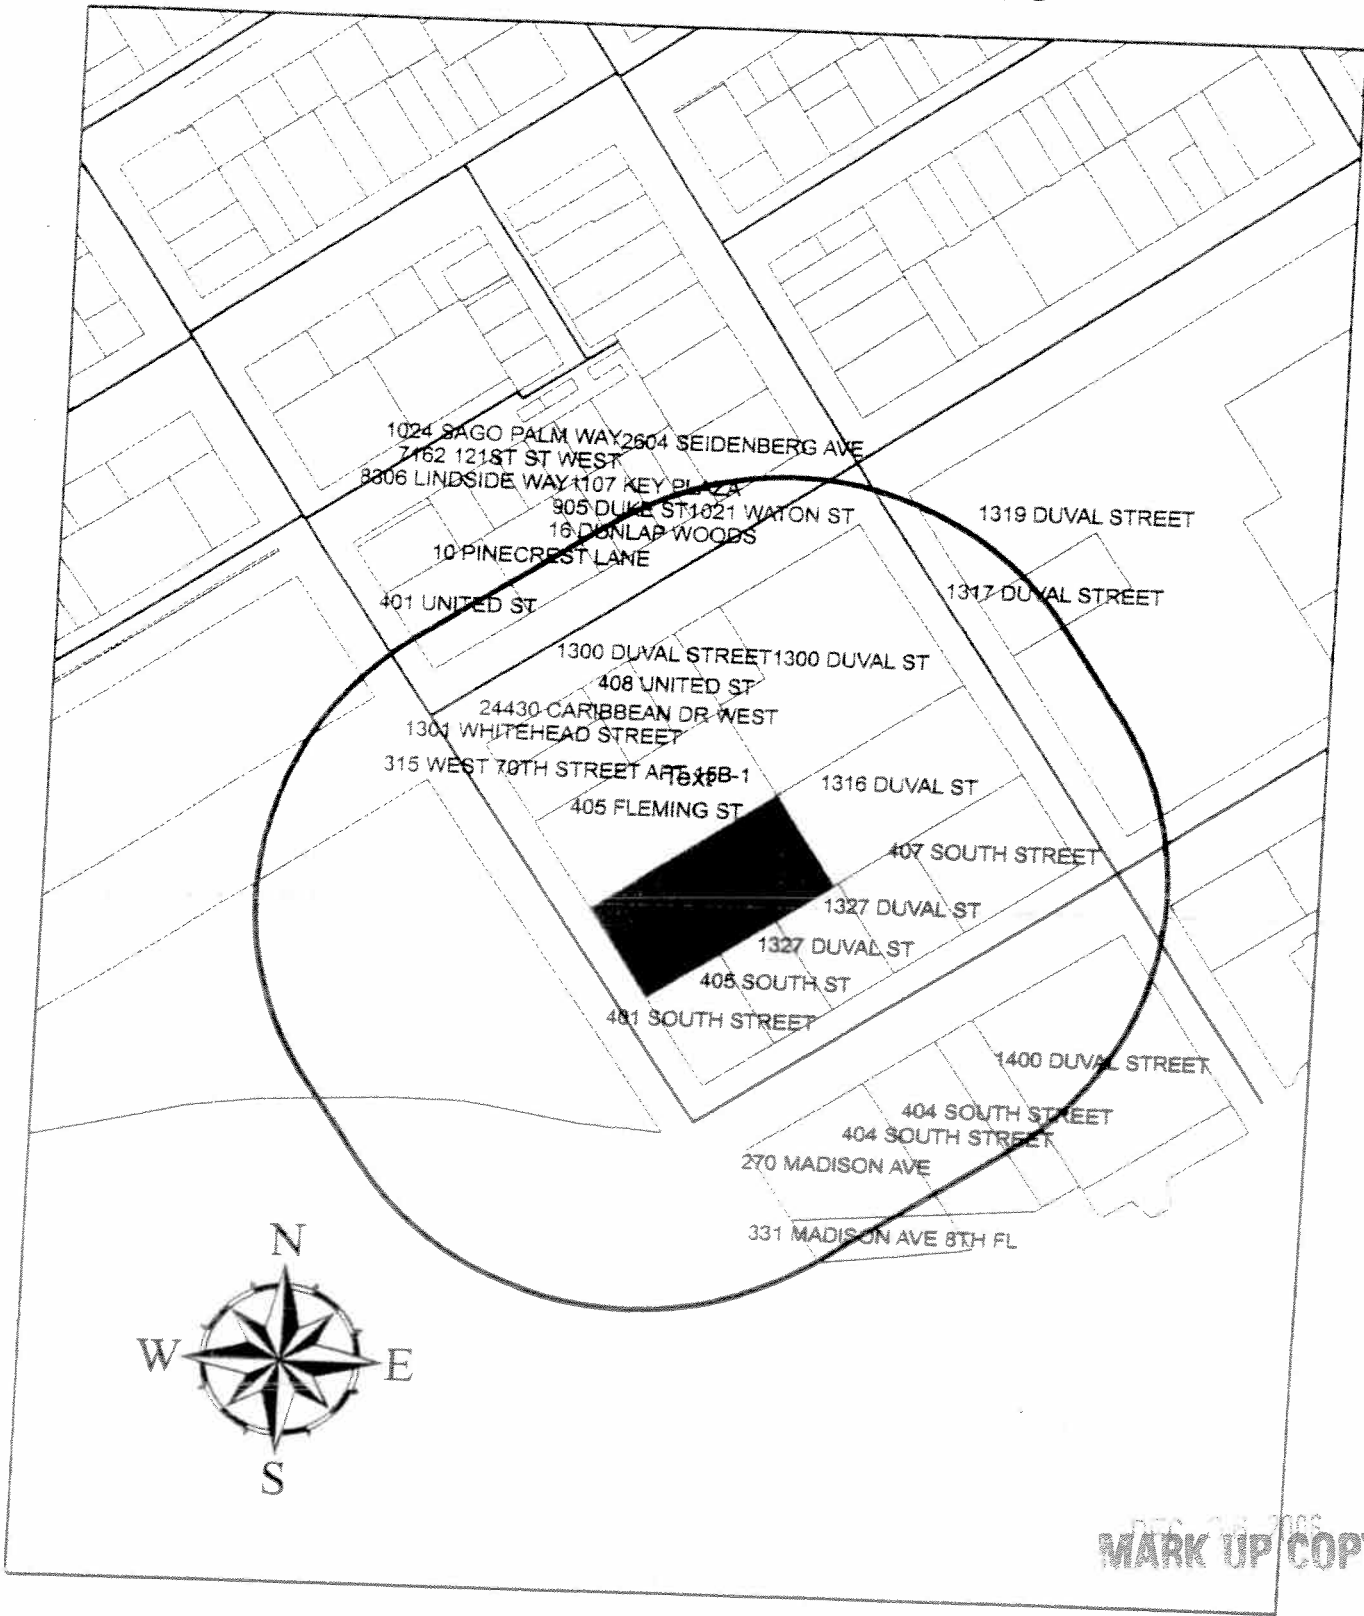 1024 SAGO PALM WAY 2604 SEIDENBERG AVE
7162 121ST ST WEST
8306 LINDSIDE WAY 1107 KEY PLAZA
905 DUKE ST 1021 WATON ST
1319 DUVAL STREET
16 DUNLAP WOODS
10 PINECREST LANE
1317 DUVAL STREET
401 UNITED ST
1300 DUVAL STREET 1300 DUVAL ST
408 UNITED ST
24430 CARIBBEAN DR WEST
1301 WHITEHEAD STREET
315 WEST 70TH STREET APT 15B-1
Text
1316 DUVAL ST
405 FLEMING ST
407 SOUTH STREET
1327 DUVAL ST
1327 DUVAL ST
405 SOUTH ST
401 SOUTH STREET
1400 DUVAL STREET
404 SOUTH STREET
404 SOUTH STREET
270 MADISON AVE
331 MADISON AVE 8TH FL
N
W E
S
MARK UP COP